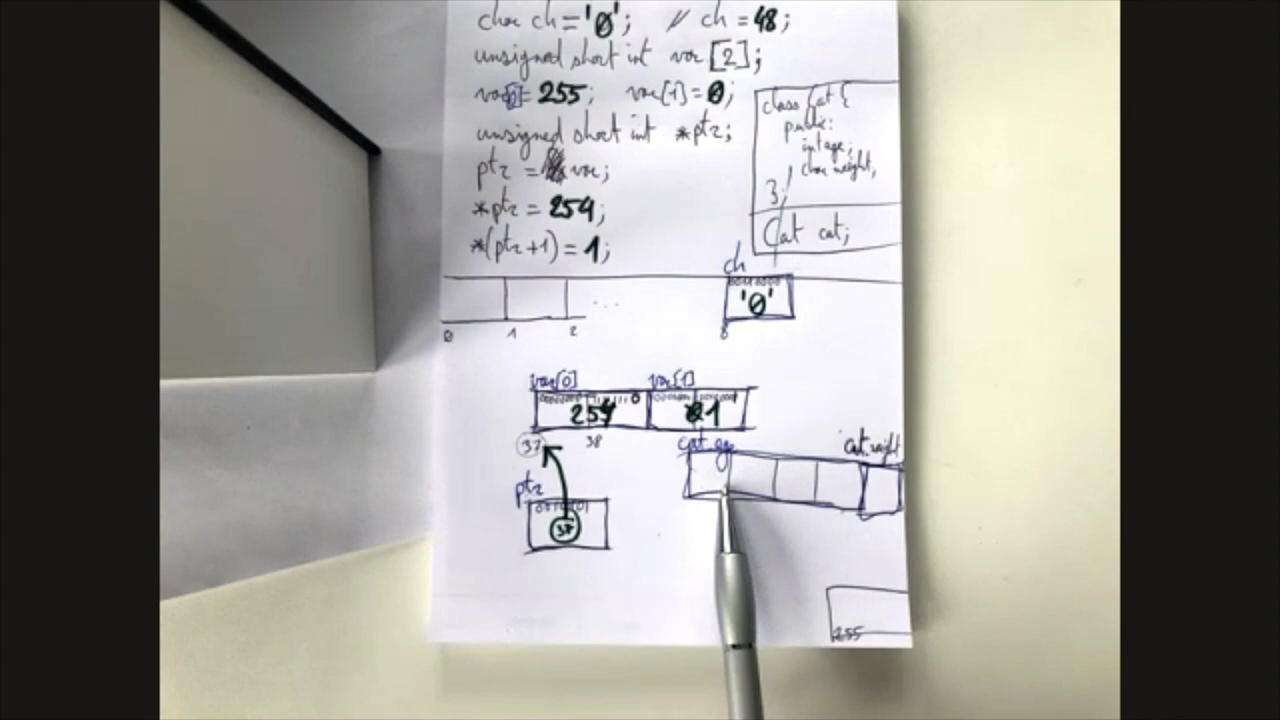 char ch = '0'; // ch = 48;
unsigned short int var [2];
var[0] = 255; var[1] = 0;
unsigned short int *ptr;
ptr = var;
*ptr = 254;
*(ptr+1) = 1;
class Cat {
public:
int age;
char weight;
};
Cat cat;
ch
00110000
'0'
0 1 2 ... 8
var[0] var[1]
254 1
37 38
cat.age cat.weight
ptr
37
255